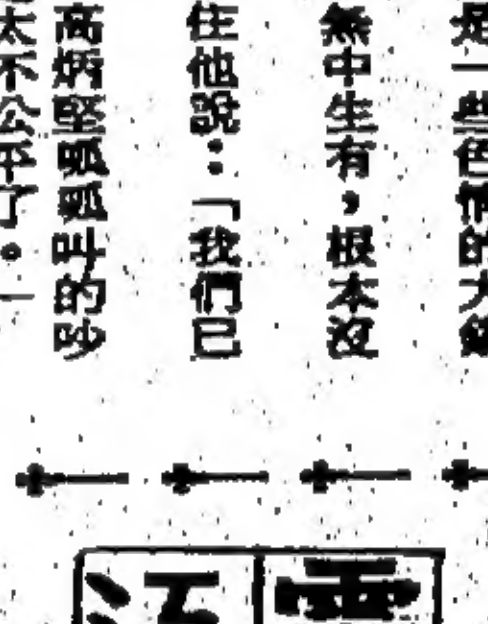 是一些色情的大
無中生有，根本沒
住他說：「我們已
高炳堅呱呱叫的吵
太不公平了。